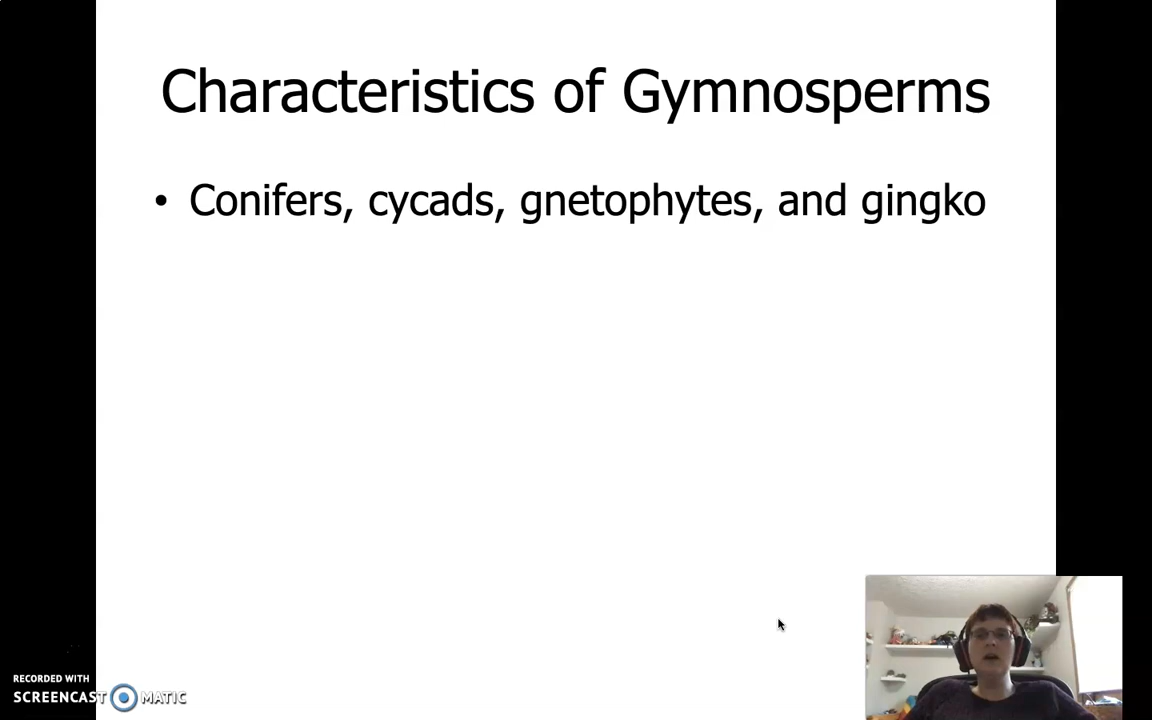 Characteristics of Gymnosperms
• Conifers, cycads, gnetophytes, and gingko
RECORDED WITH
SCREENCAST MATIC